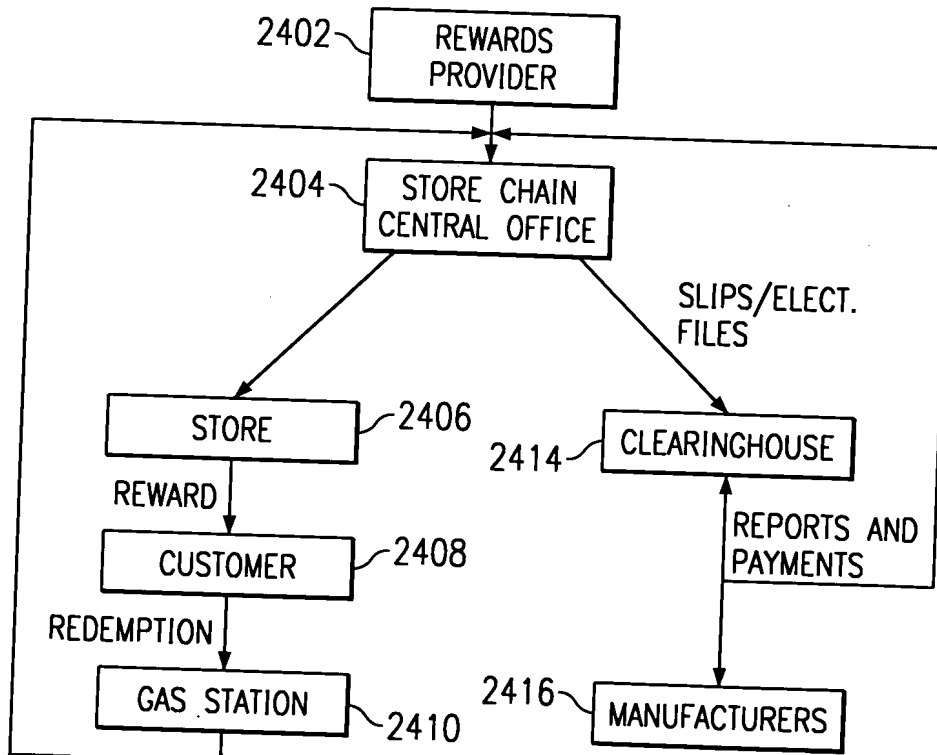 2402
REWARDS
PROVIDER
2404
STORE CHAIN
CENTRAL OFFICE
SLIPS/ELECT.
FILES
STORE
2406
2414
CLEARINGHOUSE
REWARD
REPORTS AND
PAYMENTS
CUSTOMER
2408
REDEMPTION
GAS STATION
2410
2416
MANUFACTURERS